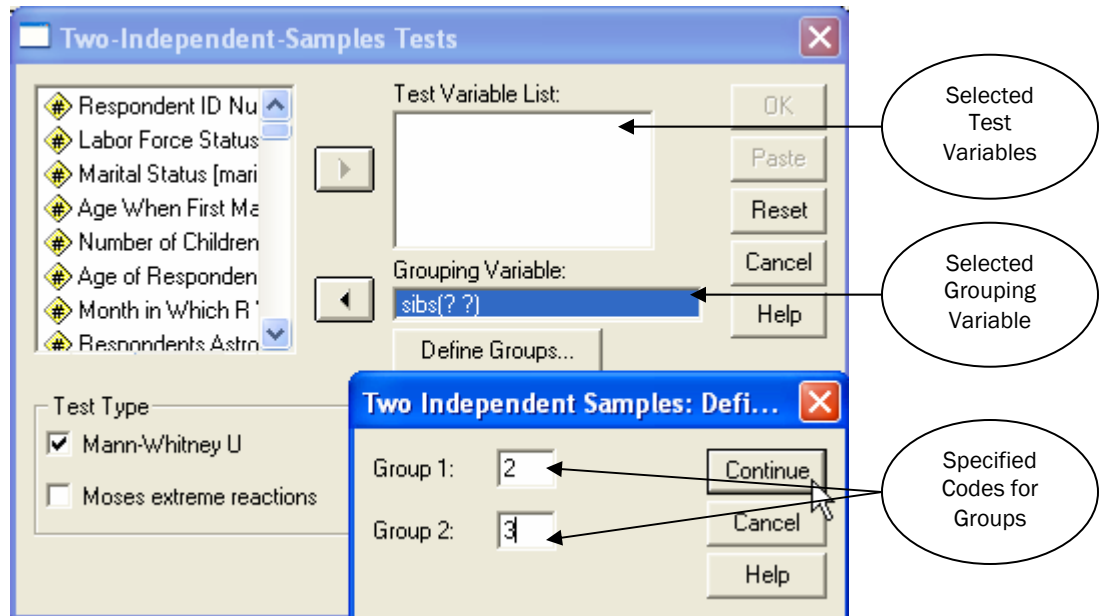 Two-Independent-Samples Tests
Respondent ID Nu
Labor Force Status
Marital Status [mari
Age When First Ma
Number of Children
Age of Responden
Month in Which R
Respondents Astro
Test Variable List:
Grouping Variable:
sibs(? ?)
Define Groups...
OK
Paste
Reset
Cancel
Help
Test Type
Mann-Whitney U
Moses extreme reactions
Two Independent Samples: Defi...
Group 1: 2
Group 2: 3
Continue
Cancel
Help
Selected
Test
Variables
Selected
Grouping
Variable
Specified
Codes for
Groups